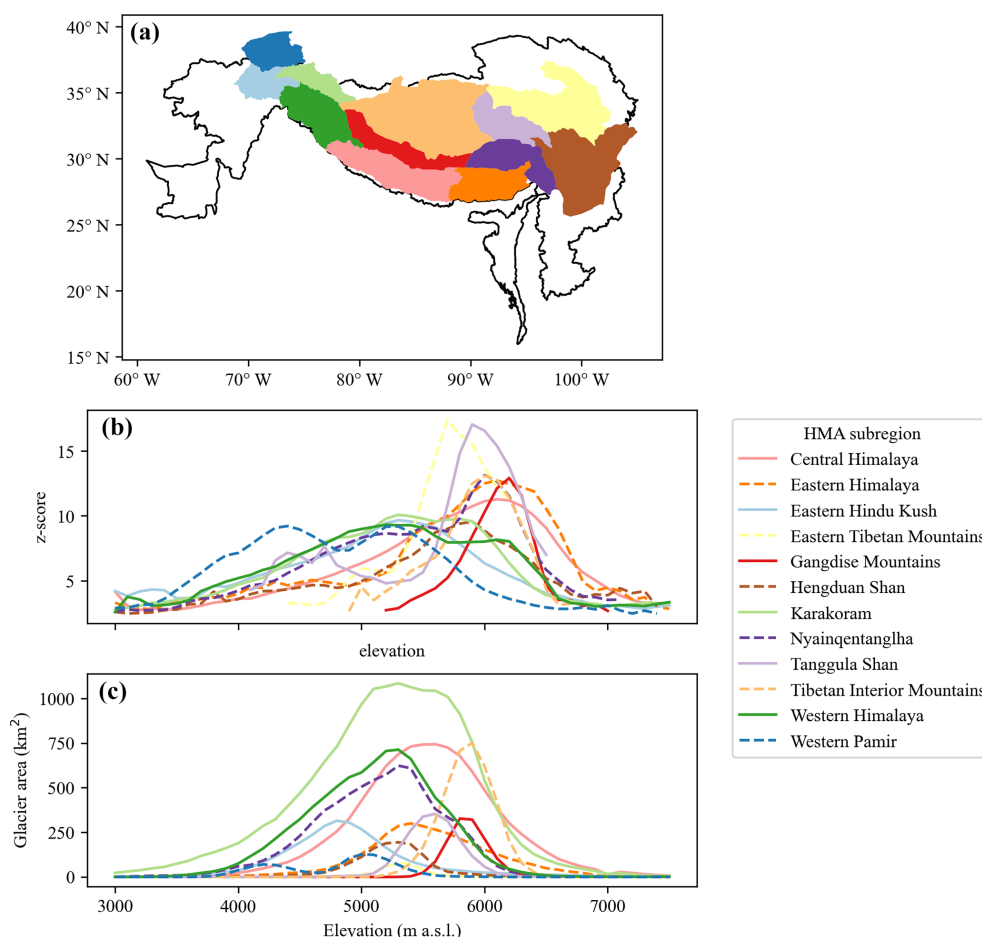 (a)
40° N
35° N
30° N
25° N
20° N
15° N
60° W 70° W 80° W 90° W 100° W
(b)
z-score
15
10
5
elevation
(c)
Glacier area (km²)
1000
750
500
250
0
3000 4000 5000 6000 7000
Elevation (m a.s.l.)
HMA subregion
Central Himalaya
Eastern Himalaya
Eastern Hindu Kush
Eastern Tibetan Mountains
Gangdise Mountains
Hengduan Shan
Karakoram
Nyainqentanglha
Tanggula Shan
Tibetan Interior Mountains
Western Himalaya
Western Pamir